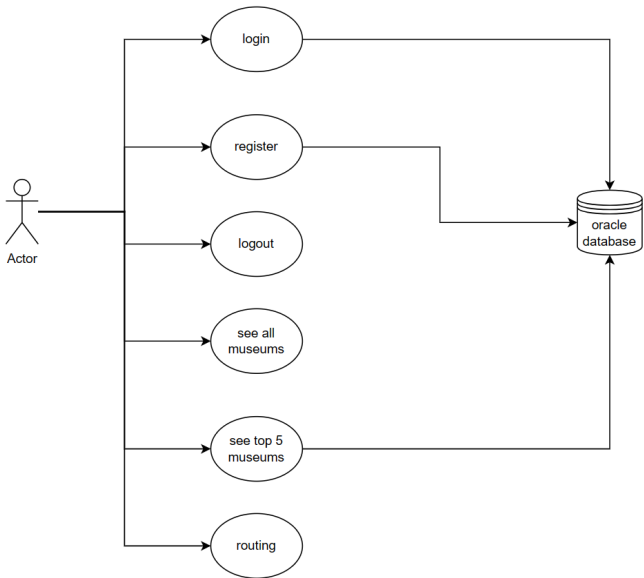 login
register
oracle
database
logout
Actor
see all
museums
see top 5
museums
routing